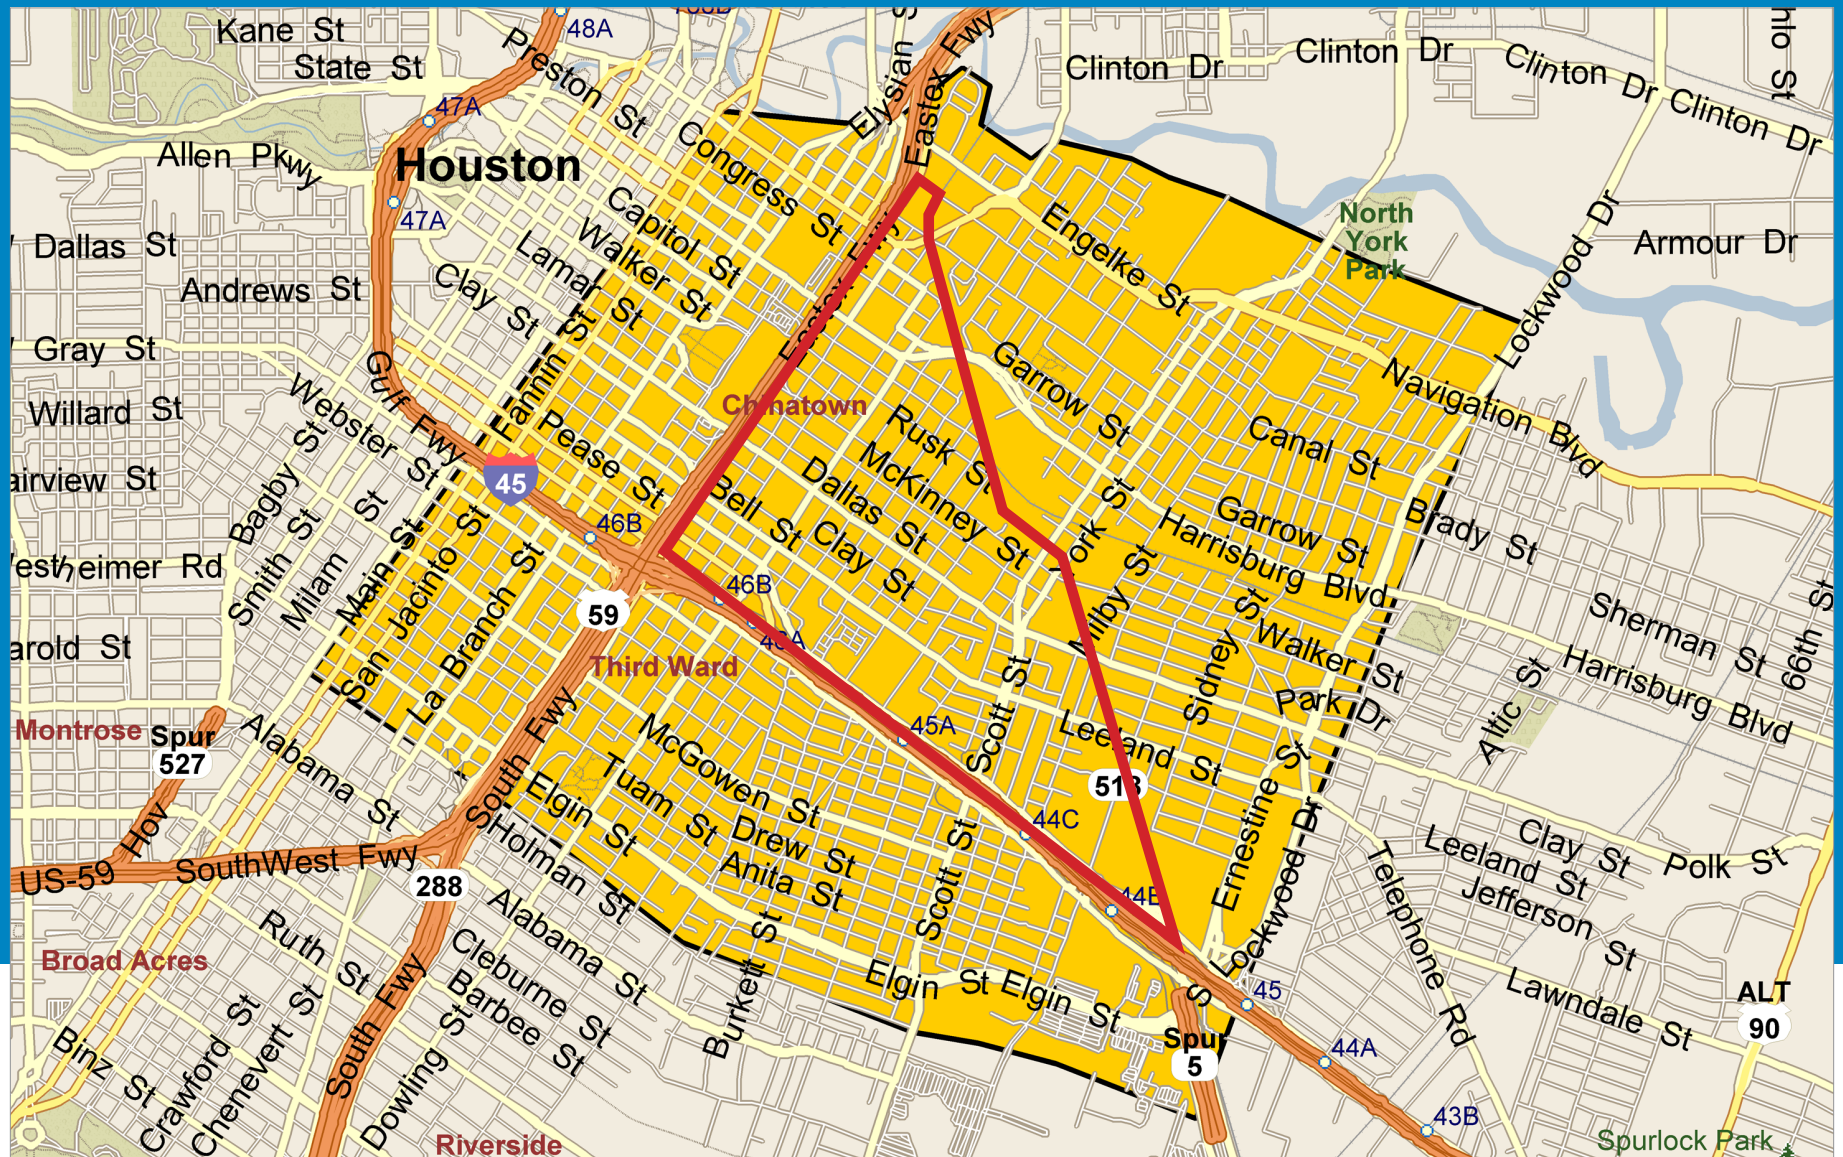 Kane St
State St
48A
Preston St
47A
Allen Pkwy
Houston
47A
Elysian S
Eastex Fwy
Clinton Dr
Clinton Dr
Clinton Dr
Clinton Dr
Congress St
Capitol St
Walker St
Lamar St
Clay St
Dallas St
Andrews St
Gray St
Willard St
Webster St
Gulf Fwy
Fannin St
Pease St
45
46B
59
Engelke St
North
York
Park
Lockwood Dr
Armour Dr
Navigation Blvd
Chinatown
Garrow St
Rusk St
McKinney St
Dallas St
Bell St
Clay St
Canal St
Garrow St
Harrisburg Blvd
Brady St
Sherman St
66th St
Harrisburg Blvd
York St
Millby St
Sidney St
Walker St
Park Dr
Altic St
Bagby St
Smith St
Milam St
Main St
San Jacinto St
La Branch St
46B
Third Ward
45A
Scott St
Leeland St
44C
Montrose
Spur
527
Hov
Alabama St
South Fwy
McGowen St
Tuam St
Drew St
Anita St
Elgin St
Holman St
Alabama St
US-59
SouthWest Fwy
288
Scott St
Burkett St
Elgin St
Elgin St
Ernestine St
Lockwood Dr
Telephone Rd
Clay St
Leeland St
Jefferson St
Polk St
Lawndale St
ALT
90
45
44A
43B
Spur
5
Broad Acres
Ruth St
Cleburne St
Barbee St
South Fwy
Binz St
Crawford St
Chenevert St
Dowling St
Riverside
Spurlock Park